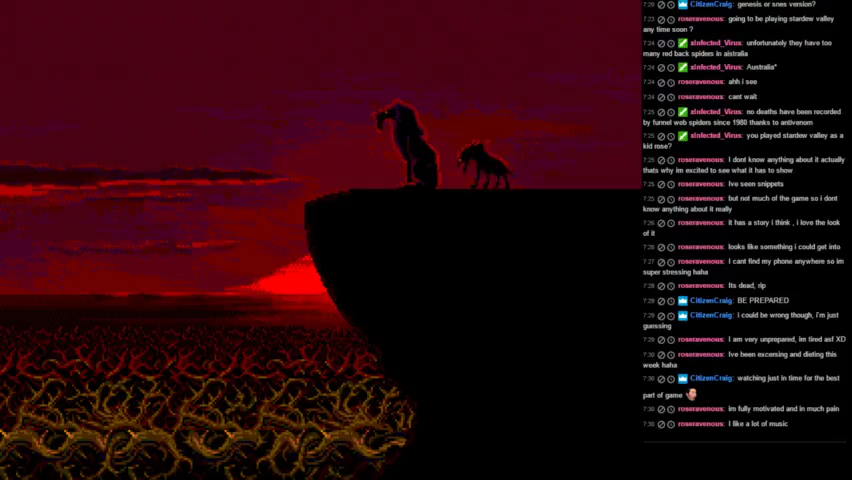 7:20 CitizenCraig: genesis or snes version?
7:23 roseravenous: going to be playing stardew valley
any time soon ?
7:24 xInfected_Virus: unfortunately they have too
many red back spiders in aistralia
7:24 xInfected_Virus: Australia*
7:24 roseravenous: ahh i see
7:24 roseravenous: cant wait
7:25 xInfected_Virus: no deaths have been recorded
by funnel web spiders since 1980 thanks to antivenom
7:25 xInfected_Virus: you played stardew valley as a
kid rose?
7:25 roseravenous: I dont know anything about it actually
thats why im excited to see what it has to show
7:25 roseravenous: Ive seen snippets
7:25 roseravenous: but not much of the game so i dont
know anything about it really
7:26 roseravenous: it has a story i think , i love the look
of it
7:26 roseravenous: looks like something i could get into
7:27 roseravenous: I cant find my phone anywhere so im
super stressing haha
7:28 roseravenous: Its dead, rip
7:29 CitizenCraig: BE PREPARED
7:29 CitizenCraig: i could be wrong though, i'm just
guessing
7:29 roseravenous: I am very unprepared, im tired asf XD
7:30 roseravenous: Ive been excersing and dieting this
week haha
7:30 CitizenCraig: watching just in time for the best
part of game
7:30 roseravenous: im fully motivated and in much pain
7:30 roseravenous: I like a lot of music